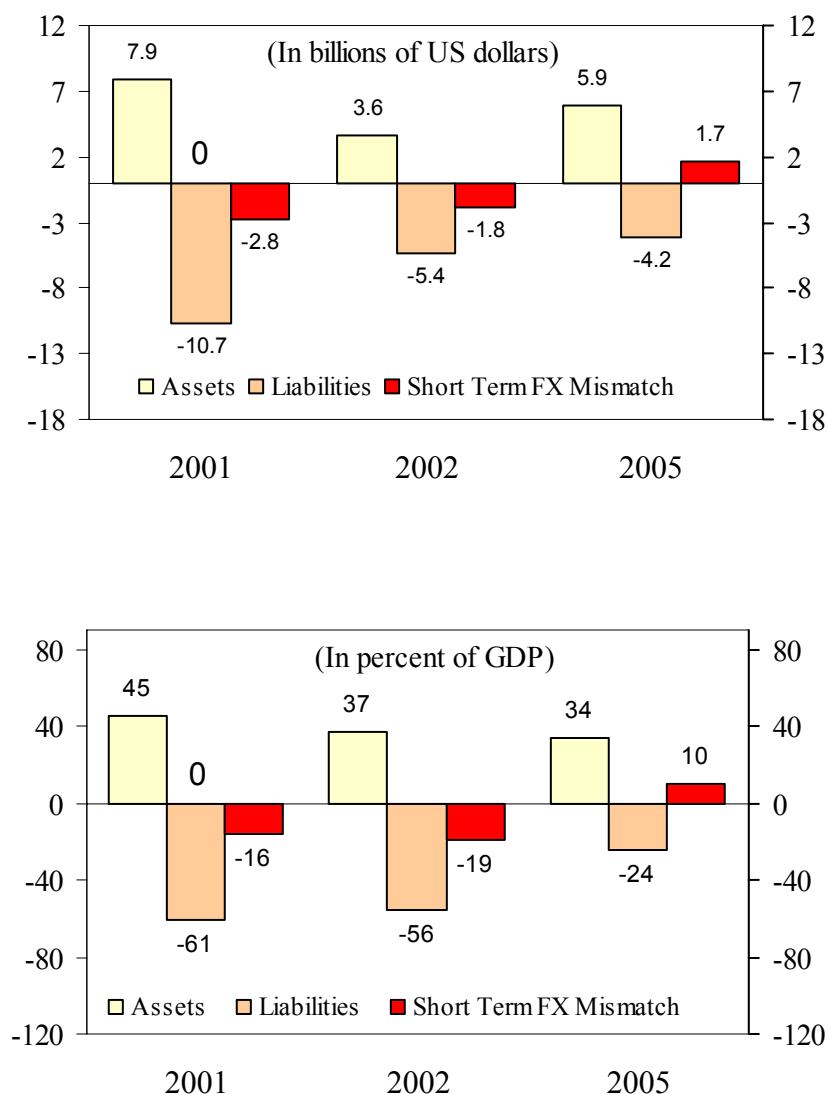 12 (In billions of US dollars) 12
7.9
7 5.9 7
3.6
0 1.7
2 2
-3 -2.8 -1.8 -3
-5.4 -4.2
-8 -8
-10.7
-13 -13
Assets Liabilities Short Term FX Mismatch
-18 -18
2001 2002 2005
80 (In percent of GDP) 80
45 37 34
40 40
0 10
0 0
-16 -19 -24
-40 -40
-61 -56
-80 -80
Assets Liabilities Short Term FX Mismatch
-120 -120
2001 2002 2005